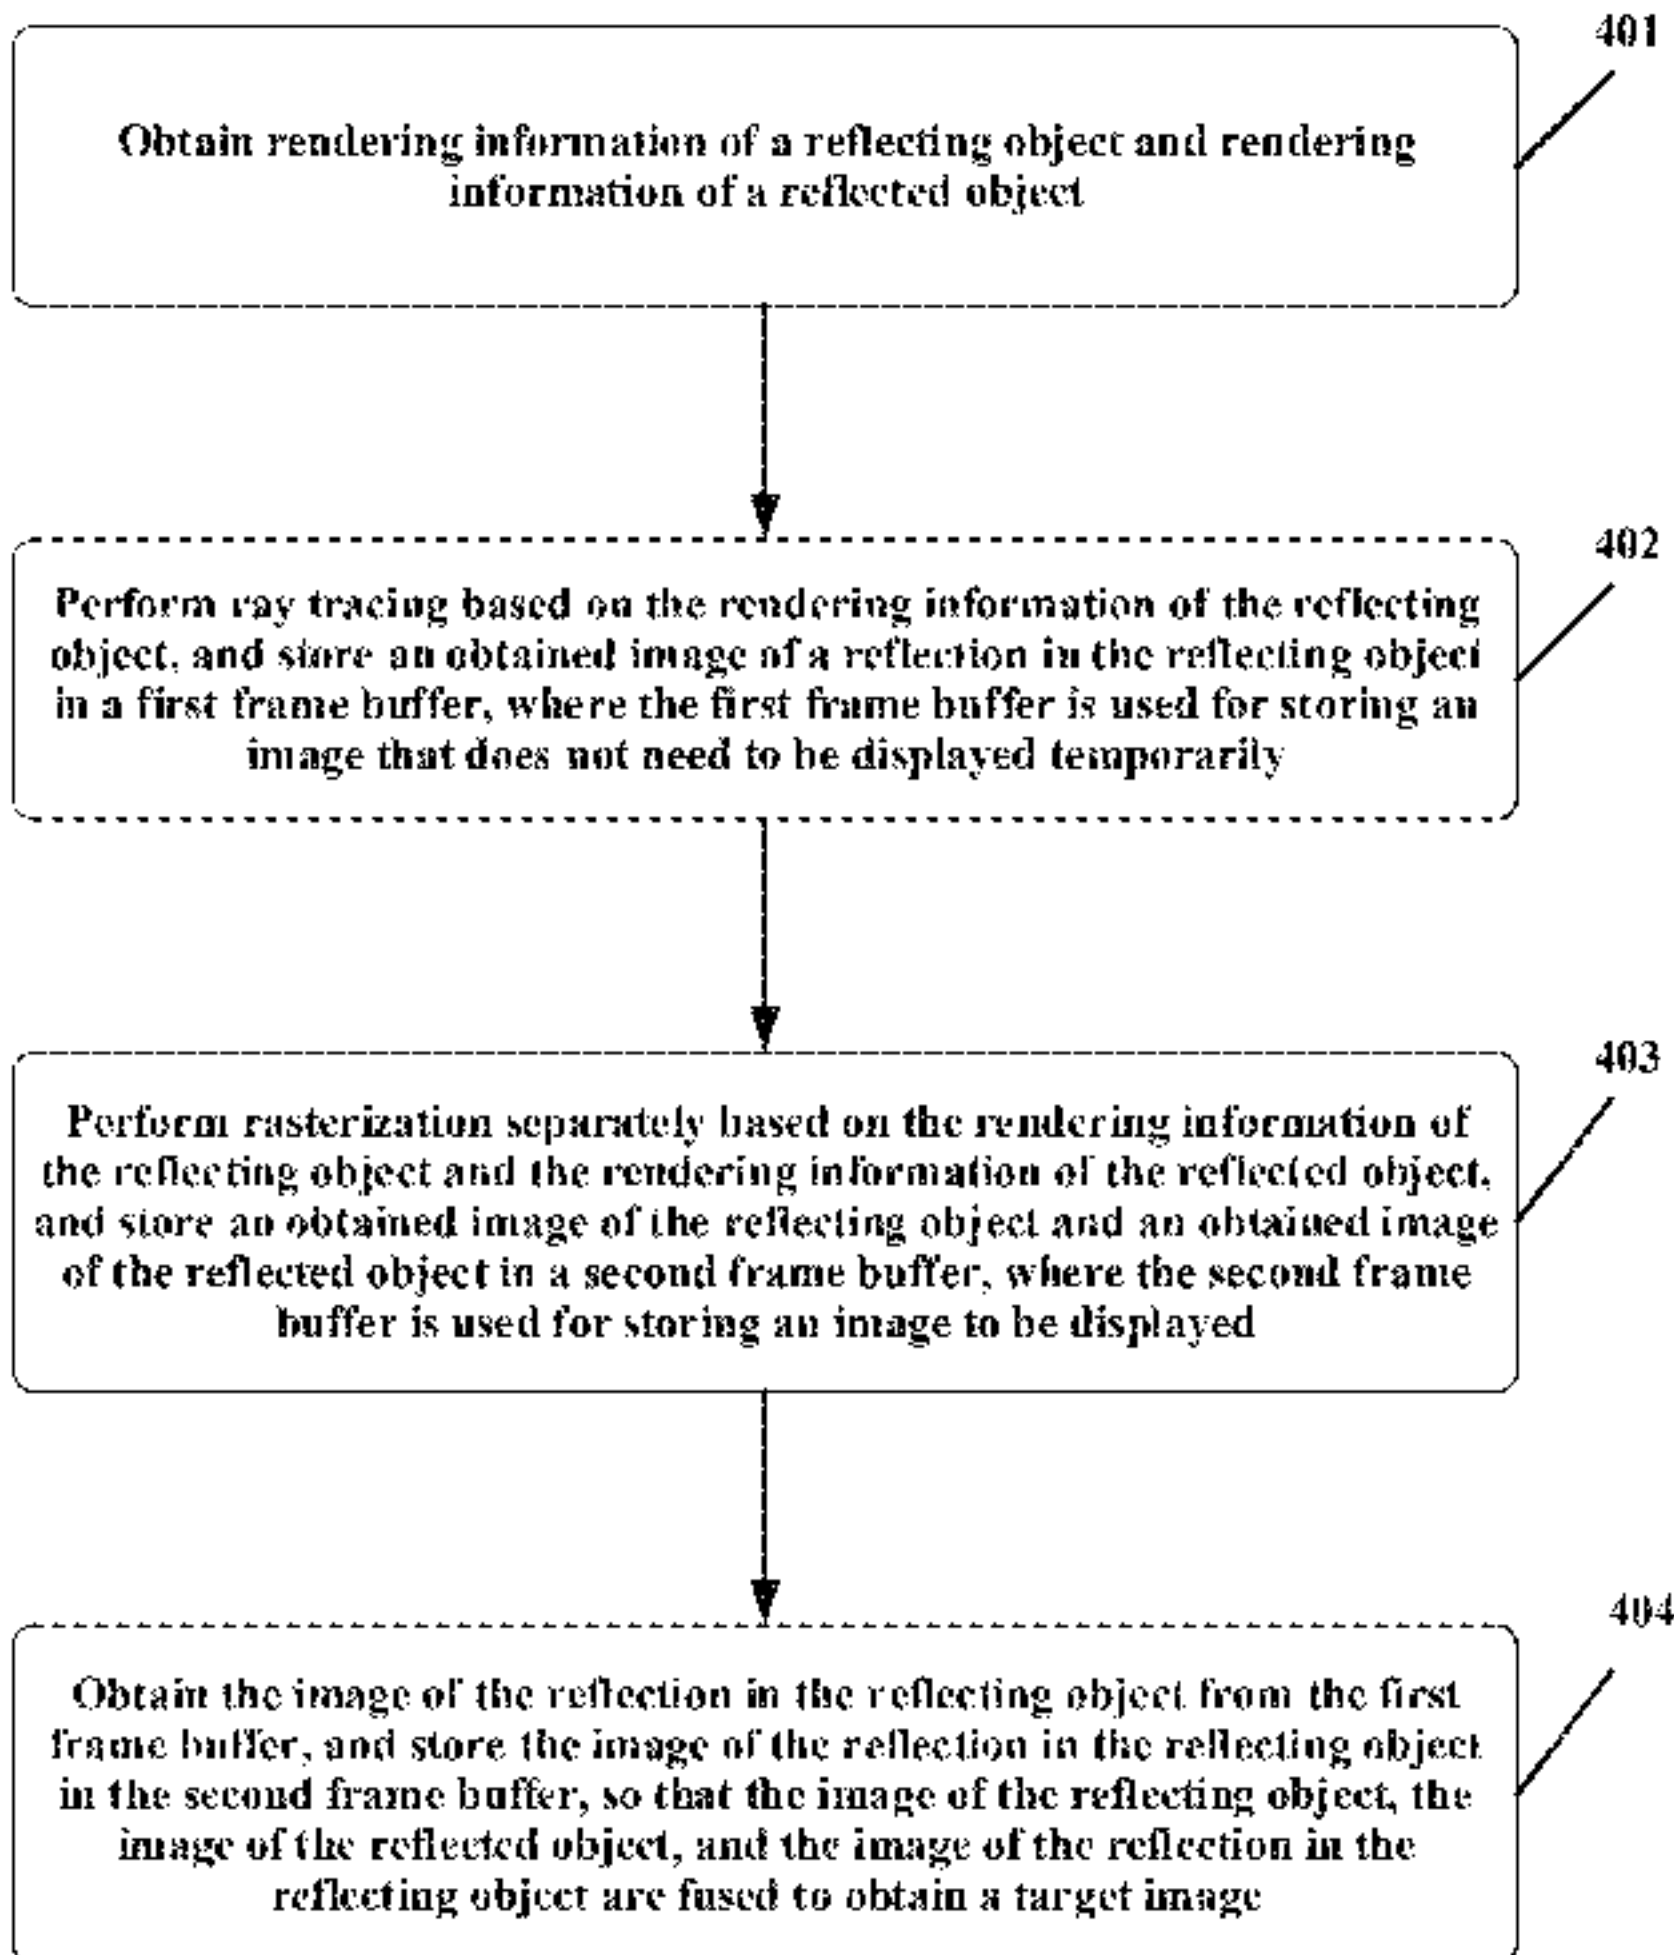 401
Obtain rendering information of a reflecting object and rendering
information of a reflected object
402
Perform ray tracing based on the rendering information of the reflecting
object, and store an obtained image of a reflection in the reflecting object
in a first frame buffer, where the first frame buffer is used for storing an
image that does not need to be displayed temporarily
403
Perform rasterization separately based on the rendering information of
the reflecting object and the rendering information of the reflected object,
and store an obtained image of the reflecting object and an obtained image
of the reflected object in a second frame buffer, where the second frame
buffer is used for storing an image to be displayed
404
Obtain the image of the reflection in the reflecting object from the first
frame buffer, and store the image of the reflection in the reflecting object
in the second frame buffer, so that the image of the reflecting object, the
image of the reflected object, and the image of the reflection in the
reflecting object are fused to obtain a target image